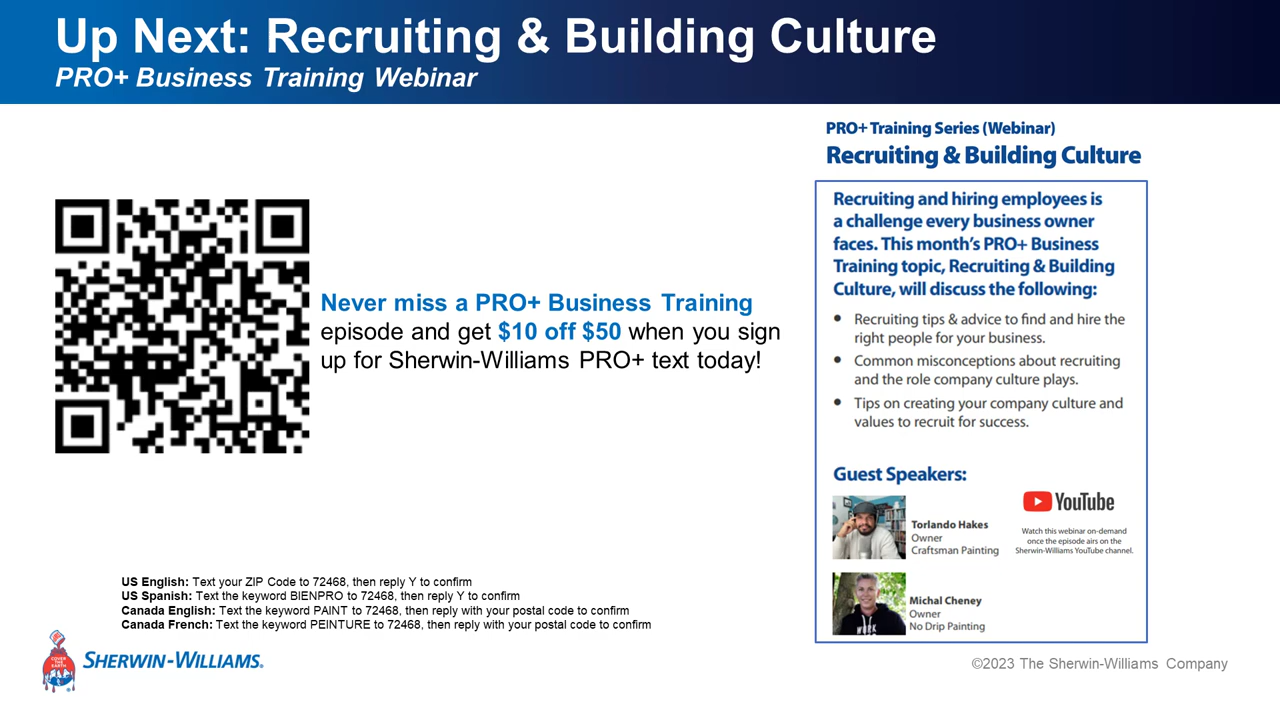 Up Next: Recruiting & Building Culture
PRO+ Business Training Webinar
Never miss a PRO+ Business Training
episode and get $10 off $50 when you sign
up for Sherwin-Williams PRO+ text today!
US English: Text your ZIP Code to 72468, then reply Y to confirm
US Spanish: Text the keyword BIENPRO to 72468, then reply Y to confirm
Canada English: Text the keyword PAINT to 72468, then reply with your postal code to confirm
Canada French: Text the keyword PEINTURE to 72468, then reply with your postal code to confirm
COVER
THE
EARTH
SHERWIN-WILLIAMS.
PRO+ Training Series (Webinar)
Recruiting & Building Culture
Recruiting and hiring employees is
a challenge every business owner
faces. This month's PRO+ Business
Training topic, Recruiting & Building
Culture, will discuss the following:
• Recruiting tips & advice to find and hire the
right people for your business.
• Common misconceptions about recruiting
and the role company culture plays.
• Tips on creating your company culture and
values to recruit for success.
Guest Speakers:
Torlando Hakes
Owner
Craftsman Painting
YouTube
Watch this webinar on-demand
once the episode airs on the
Sherwin-Williams YouTube channel.
WORK
Michal Cheney
Owner
No Drip Painting
©2023 The Sherwin-Williams Company